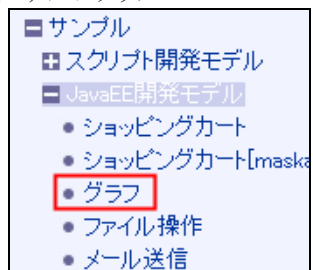 サンプル
スクリプト開発モデル
JavaEE開発モデル
ショッピングカート
ショッピングカート[maska
グラフ
ファイル操作
メール送信